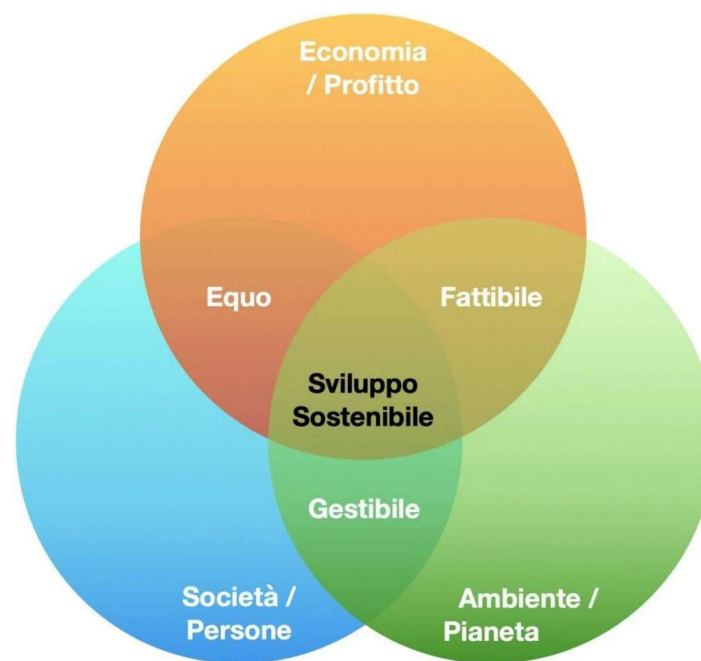 Economia
/ Profitto
Equo
Fattibile
Sviluppo
Sostenibile
Gestibile
Società /
Persone
Ambiente /
Pianeta